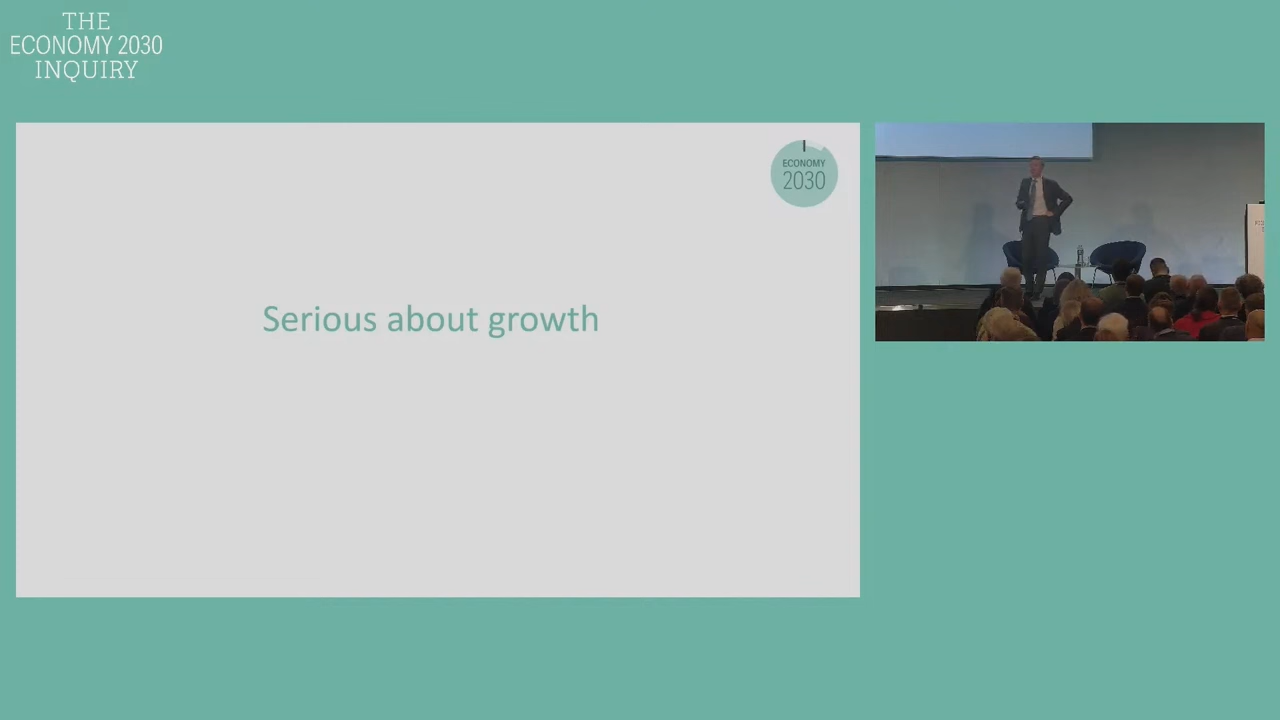 THE
ECONOMY 2030
INQUIRY
ECONOMY
2030
Serious about growth